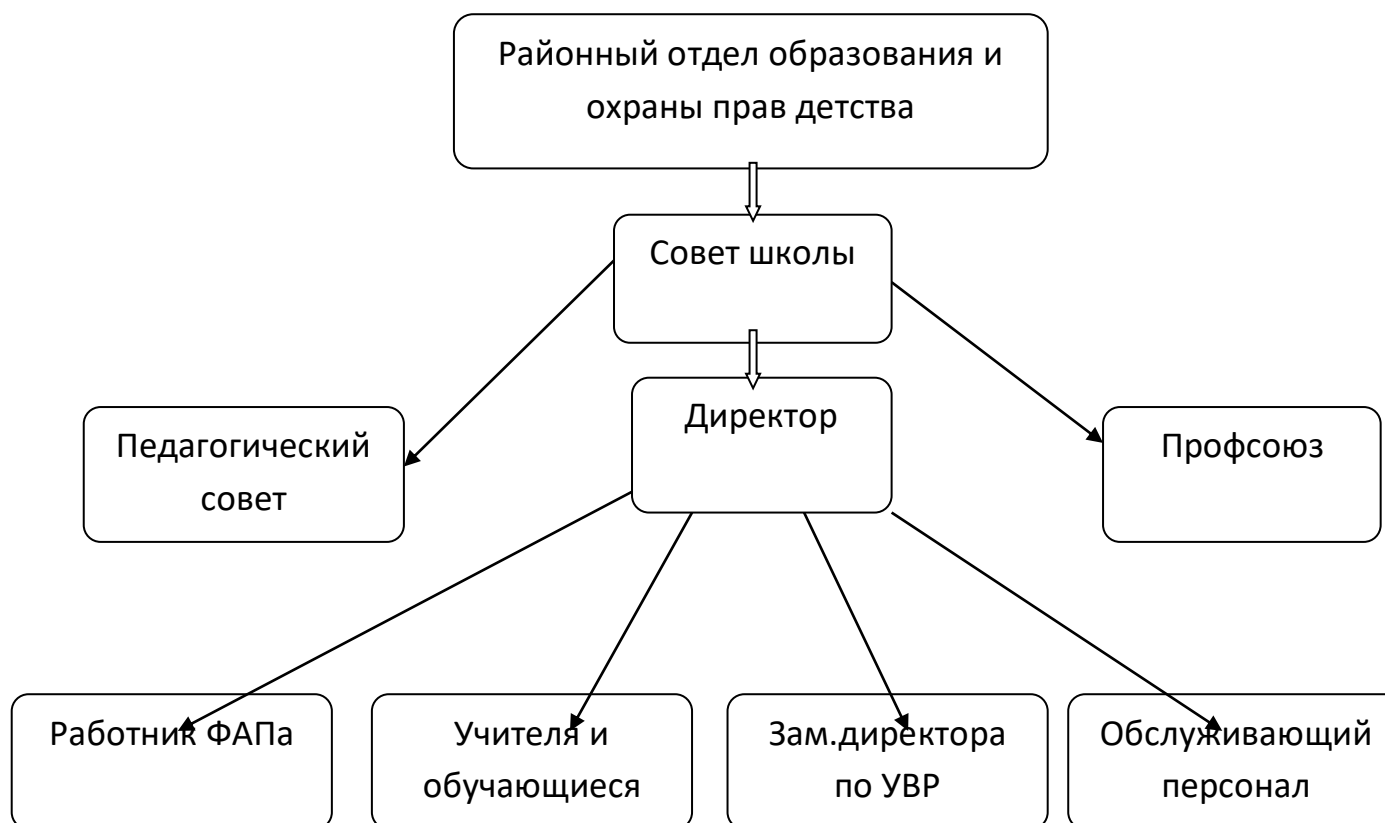 Районный отдел образования и
охраны прав детства
Совет школы
Директор
Педагогический
совет
Профсоюз
Работник ФАПа
Учителя и
обучающиеся
Зам.директора
по УВР
Обслуживающий
персонал